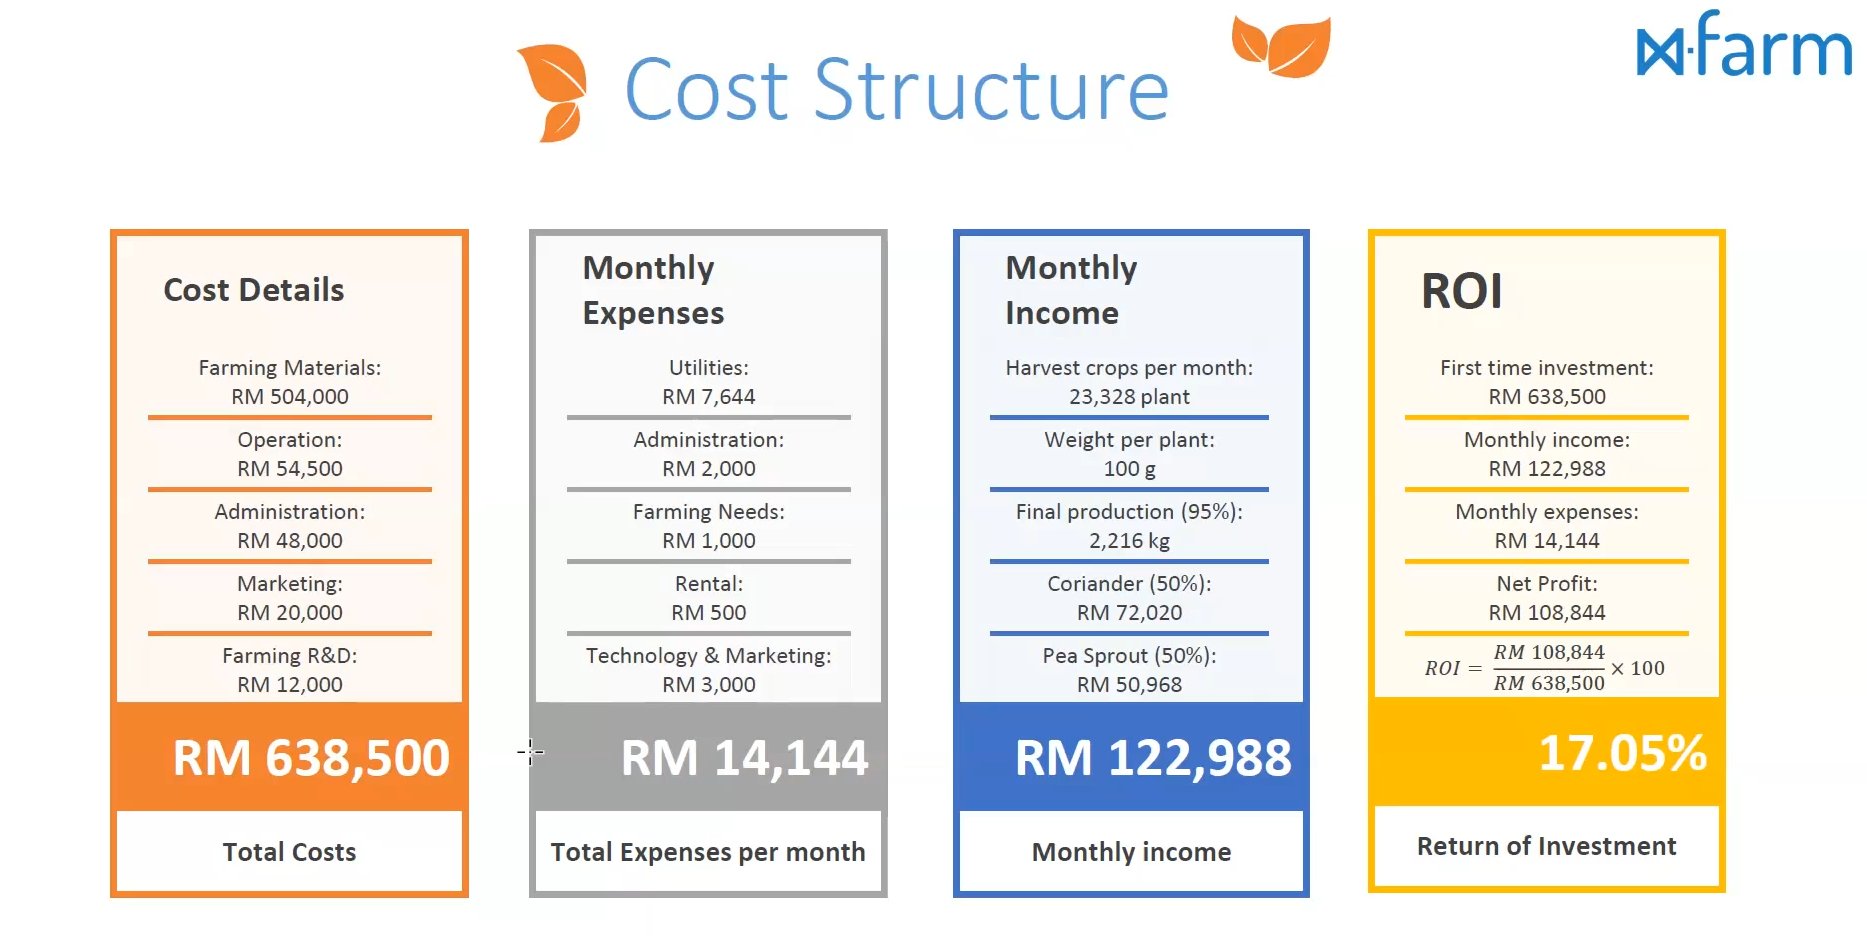 Cost Structure
farm
Cost Details
Farming Materials:
RM 504,000
Operation:
RM 54,500
Administration:
RM 48,000
Marketing:
RM 20,000
Farming R&D:
RM 12,000
RM 638,500
Total Costs
Monthly
Expenses
Utilities:
RM 7,644
Administration:
RM 2,000
Farming Needs:
RM 1,000
Rental:
RM 500
Technology & Marketing:
RM 3,000
RM 14,144
Total Expenses per month
Monthly
Income
Harvest crops per month:
23,328 plant
Weight per plant:
100 g
Final production (95%):
2,216 kg
Coriander (50%):
RM 72,020
Pea Sprout (50%):
RM 50,968
RM 122,988
Monthly income
ROI
First time investment:
RM 638,500
Monthly income:
RM 122,988
Monthly expenses:
RM 14,144
Net Profit:
RM 108,844
ROI = RM 108,844 / RM 638,500 × 100
17.05%
Return of Investment